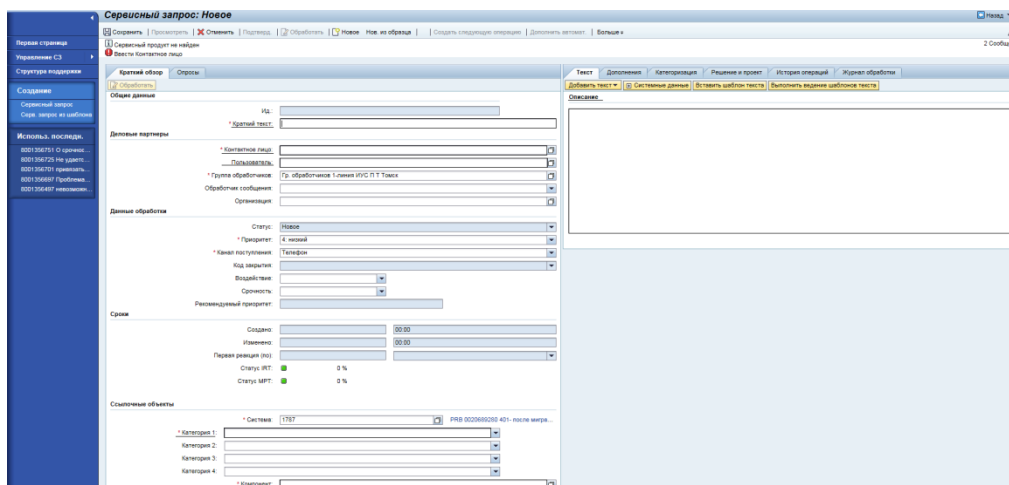 Сервисный запрос: Новое
Назад
Сохранить | Просмотреть | Отменить | Подтверд. | Обработать | Новое Нов. из образца | Создать следующую операцию | Дополнить автомат. | Больше
Сервисный продукт не найден
Ввести Контактное лицо
2 Сообщ
Первая страница
Управление СЗ
Структура поддержки
Создание
Сервисный запрос
Серв. запрос из шаблона
Использ. последн.
8001356751 О срочнос...
8001356725 Не удаетс...
8001356701 привязать...
8001356697 Проблема...
8001356497 невозможн...
Краткий обзор Опросы
Обработать
Общие данные
Ид.:
* Краткий текст:
Деловые партнеры
* Контактное лицо:
Пользователь:
* Группа обработчиков: Гр. обработчиков 1-линия ИУС П Т Томск
Обработчик сообщения:
Организация:
Данные обработки
Статус: Новое
* Приоритет: 4: низкий
* Канал поступления: Телефон
Код закрытия:
Воздействие:
Срочность:
Рекомендуемый приоритет:
Сроки
Создано: 00:00
Изменено: 00:00
Первая реакция (по):
Статус IRT: 0 %
Статус MPT: 0 %
Ссылочные объекты
* Система: 1787 PRB 0020689280 401- после мигра...
* Категория 1:
Категория 2:
Категория 3:
Категория 4:
* Компонент:
Текст Дополнения Категоризация Решение и проект История операций Журнал обработки
Добавить текст Системные данные Вставить шаблон текста Выполнить ведение шаблонов текста
Описание